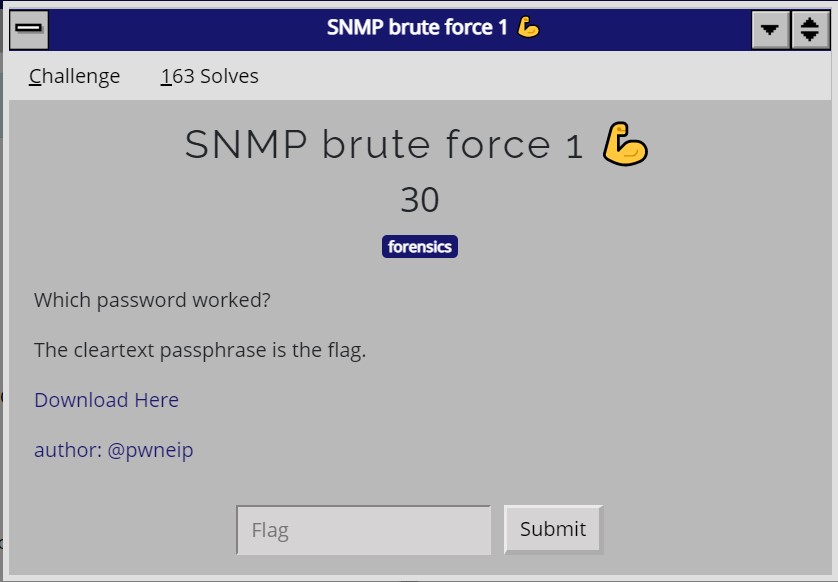 SNMP brute force 1 💪
Challenge 163 Solves
SNMP brute force 1 💪
30
forensics
Which password worked?
The cleartext passphrase is the flag.
Download Here
author: @pwneip
Flag Submit